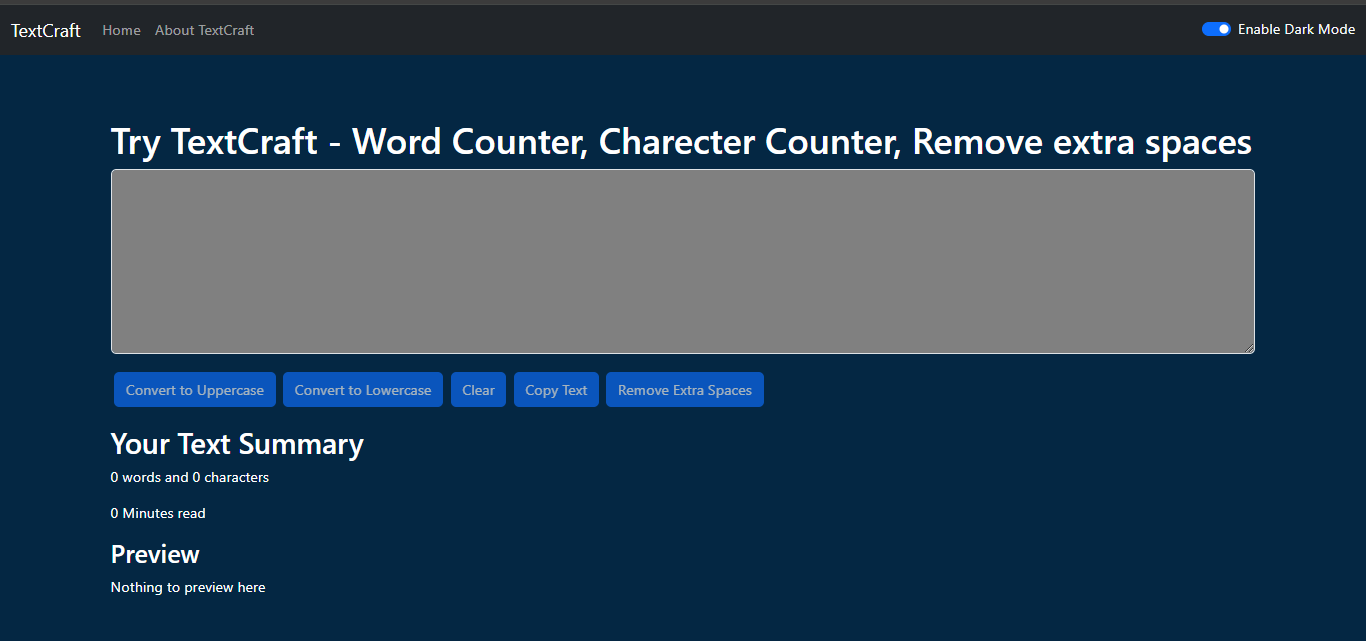 TextCraft Home About TextCraft Enable Dark Mode
Try TextCraft - Word Counter, Charecter Counter, Remove extra spaces
Convert to Uppercase Convert to Lowercase Clear Copy Text Remove Extra Spaces
Your Text Summary
0 words and 0 characters
0 Minutes read
Preview
Nothing to preview here